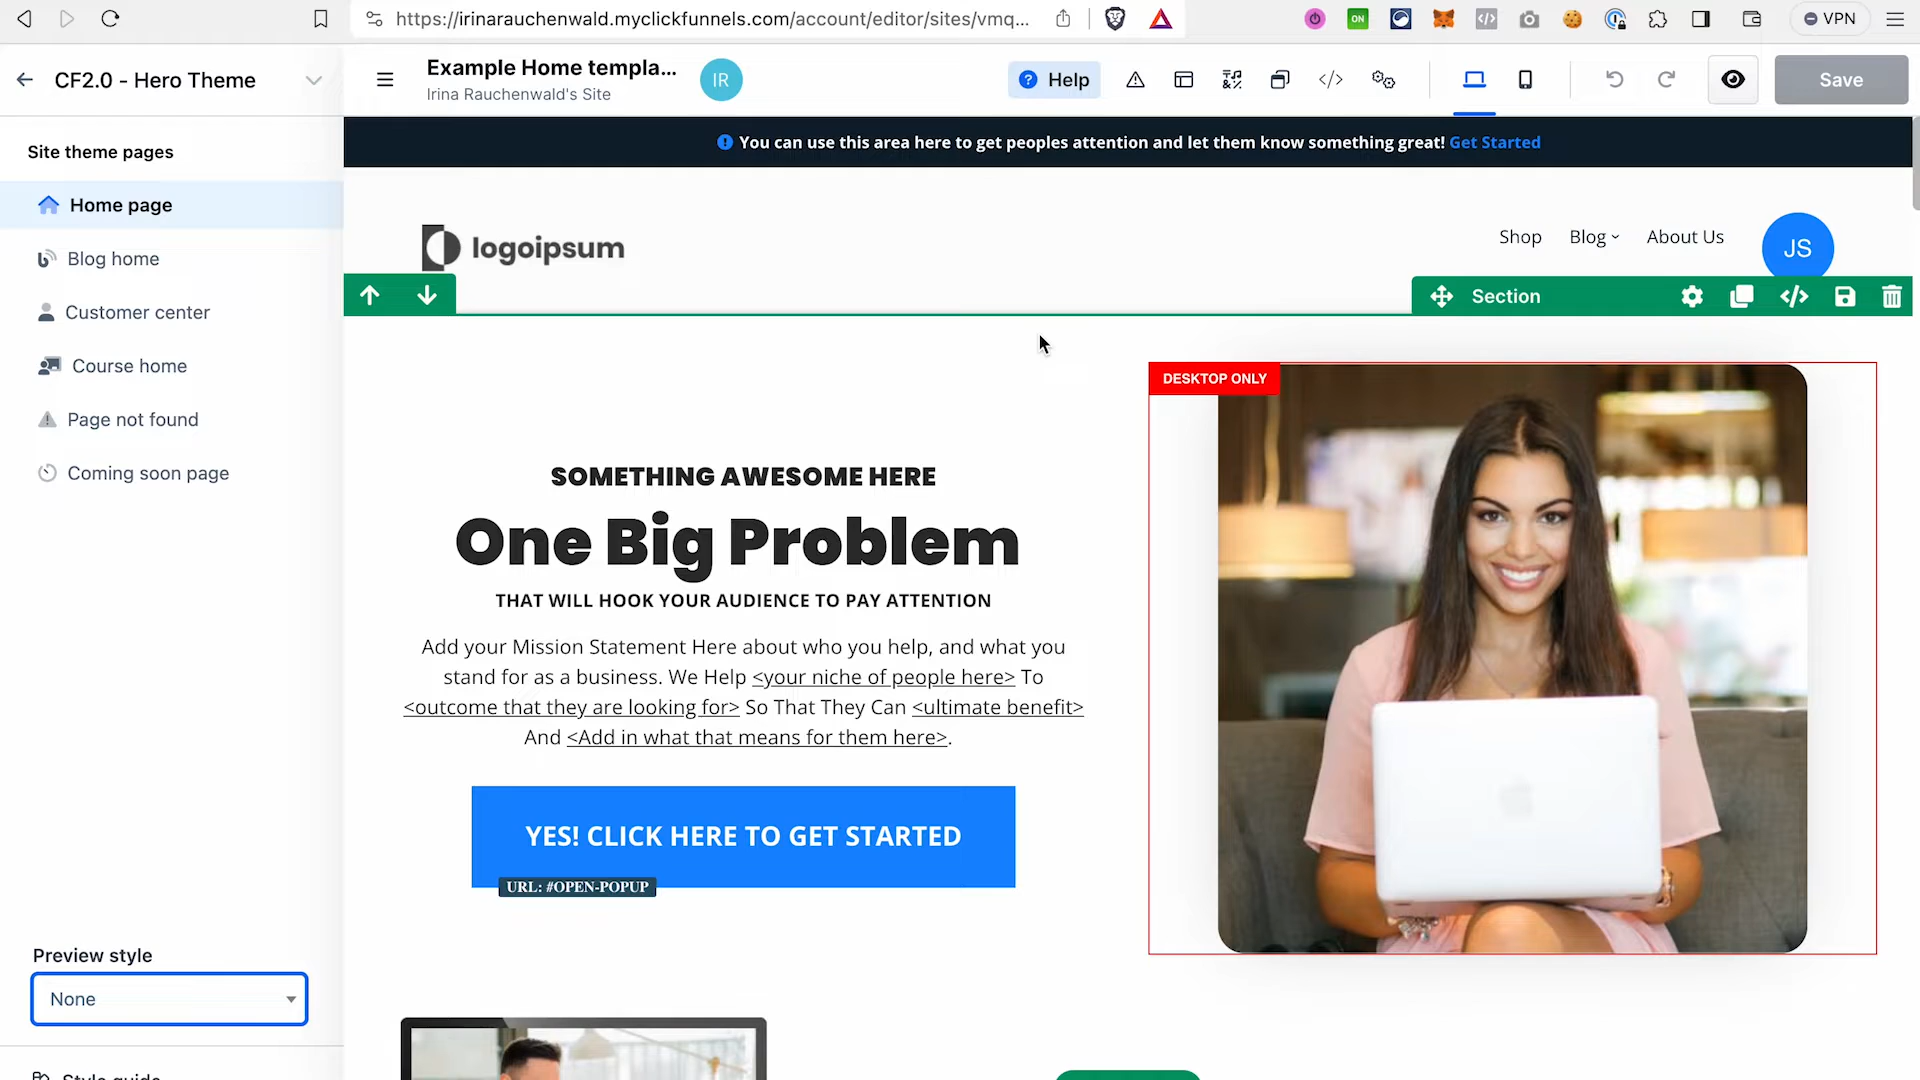 https://irinarauchenwald.myclickfunnels.com/account/editor/sites/vmq...
ON
VPN
CF2.0 - Hero Theme
Example Home templa...
Irina Rauchenwald's Site
IR
Help
Save
Site theme pages
Home page
Blog home
Customer center
Course home
Page not found
Coming soon page
Preview style
None
Style guide
You can use this area here to get peoples attention and let them know something great! Get Started
logoipsum
Shop
Blog
About Us
JS
Section
DESKTOP ONLY
SOMETHING AWESOME HERE
One Big Problem
THAT WILL HOOK YOUR AUDIENCE TO PAY ATTENTION
Add your Mission Statement Here about who you help, and what you
stand for as a business. We Help <your niche of people here> To
<outcome that they are looking for> So That They Can <ultimate benefit>
And <Add in what that means for them here>.
YES! CLICK HERE TO GET STARTED
URL: #OPEN-POPUP